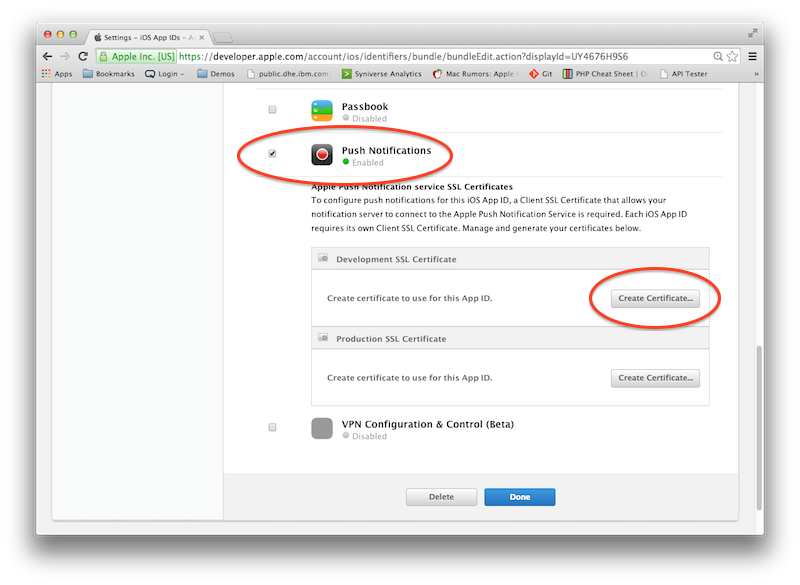 Settings - iOS App IDs - A
Apple Inc. [US] https://developer.apple.com/account/ios/identifiers/bundle/bundleEdit.action?displayId=UY4676H9S6
Apps Bookmarks Login - Demos public.dhe.ibm.com Syniverse Analytics Mac Rumors: Apple Git PHP Cheat Sheet | API Tester »
Passbook
Disabled
Push Notifications
Enabled
Apple Push Notification service SSL Certificates
To configure push notifications for this iOS App ID, a Client SSL Certificate that allows your
notification server to connect to the Apple Push Notification Service is required. Each iOS App ID
requires its own Client SSL Certificate. Manage and generate your certificates below.
Development SSL Certificate
Create certificate to use for this App ID.
Create Certificate...
Production SSL Certificate
Create certificate to use for this App ID.
Create Certificate...
VPN Configuration & Control (Beta)
Disabled
Delete
Done